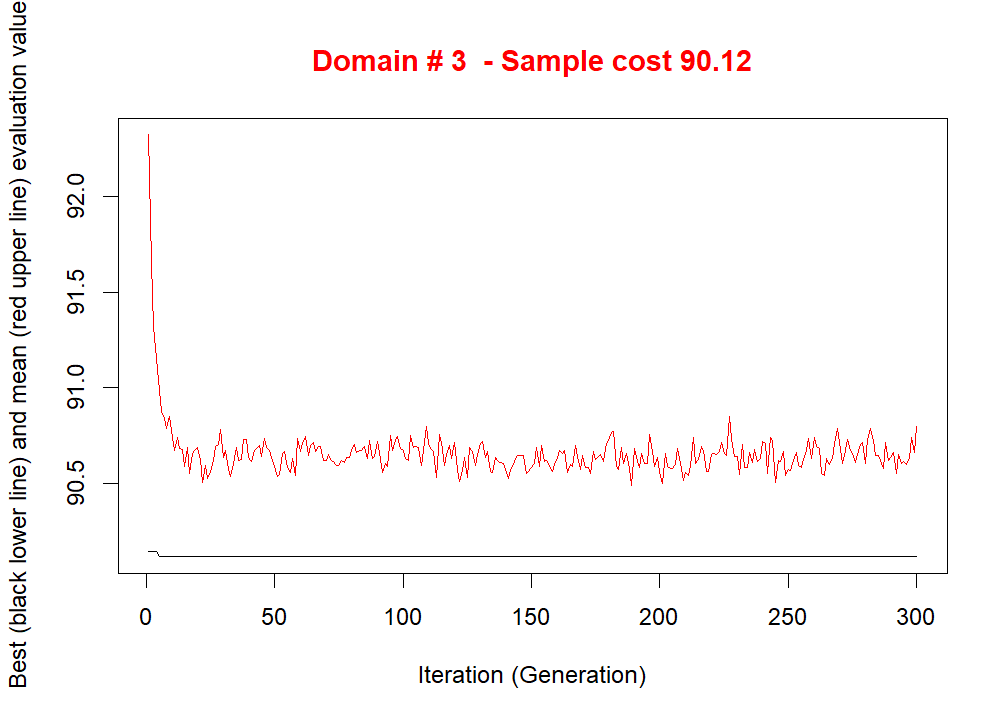 Domain # 3  - Sample cost 90.12
Best (black lower line) and mean (red upper line) evaluation value
92.0
91.5
91.0
90.5
0 50 100 150 200 250 300
Iteration (Generation)